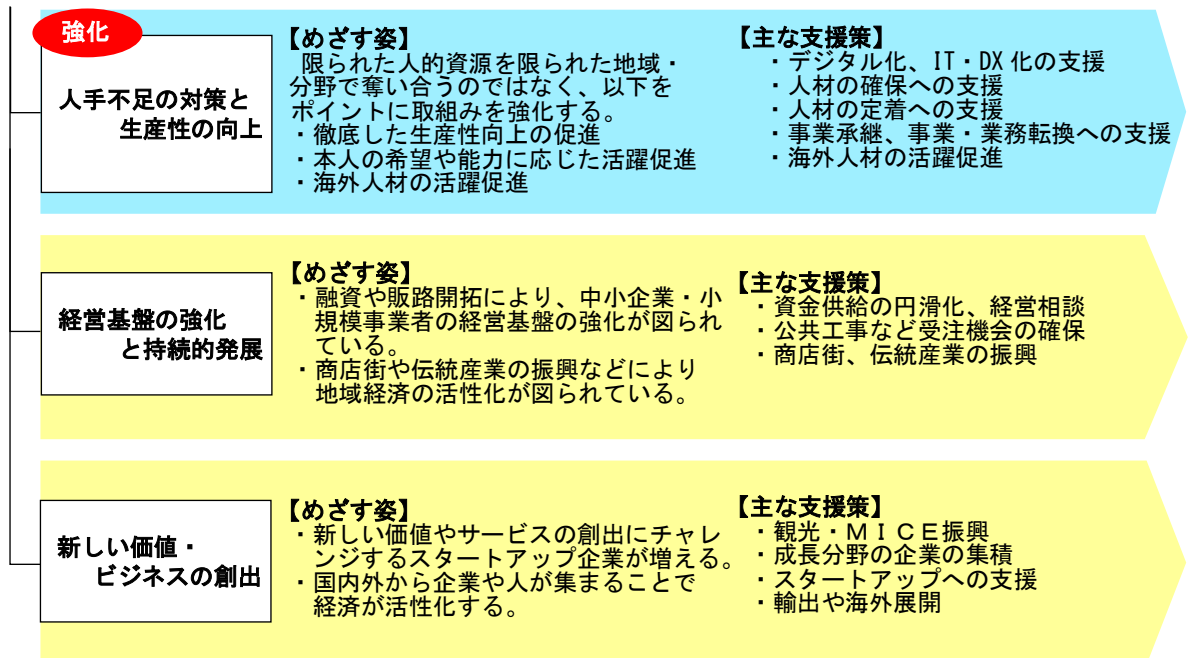 強化
人手不足の対策と
生産性の向上
【めざす姿】
限られた人的資源を限られた地域・
分野で奪い合うのではなく、以下を
ポイントに取組みを強化する。
・徹底した生産性向上の促進
・本人の希望や能力に応じた活躍促進
・海外人材の活躍促進
【主な支援策】
・デジタル化、IT・DX 化の支援
・人材の確保への支援
・人材の定着への支援
・事業承継、事業・業務転換への支援
・海外人材の活躍促進
経営基盤の強化
と持続的発展
【めざす姿】
・融資や販路開拓により、中小企業・小
規模事業者の経営基盤の強化が図られ
ている。
・商店街や伝統産業の振興などにより
地域経済の活性化が図られている。
【主な支援策】
・資金供給の円滑化、経営相談
・公共工事など受注機会の確保
・商店街、伝統産業の振興
新しい価値・
ビジネスの創出
【めざす姿】
・新しい価値やサービスの創出にチャレ
ンジするスタートアップ企業が増える。
・国内外から企業や人が集まることで
経済が活性化する。
【主な支援策】
・観光・ＭＩＣＥ振興
・成長分野の企業の集積
・スタートアップへの支援
・輸出や海外展開